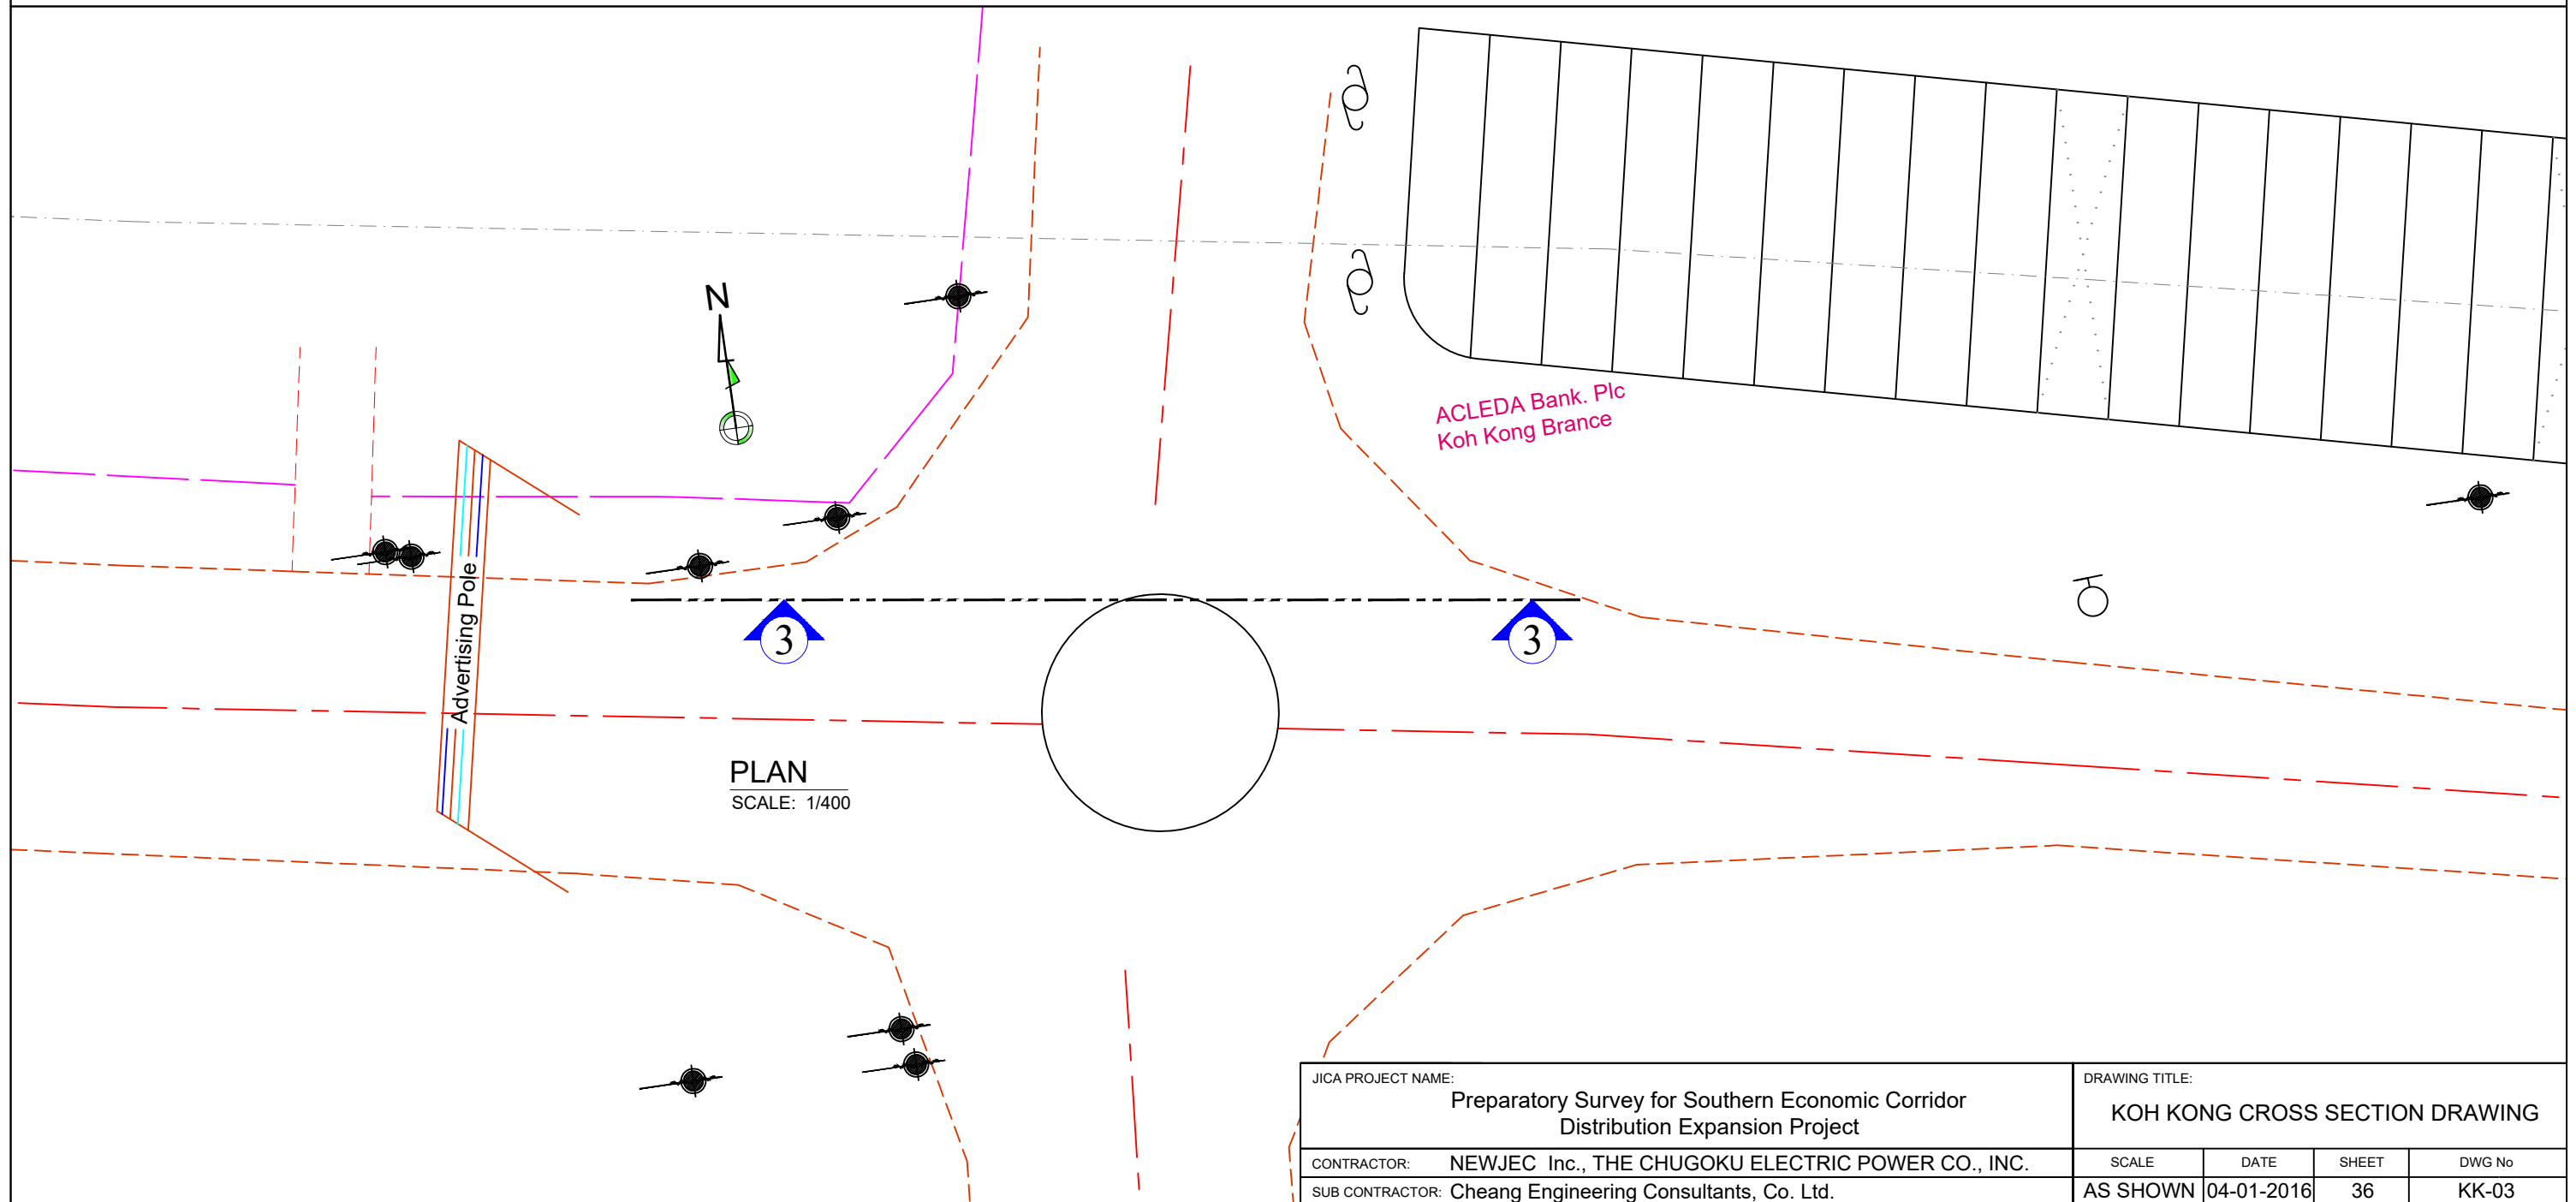 N
ACLEDA Bank. Plc
Koh Kong Brance
Advertising Pole
3
3
PLAN
SCALE: 1/400
JICA PROJECT NAME:
Preparatory Survey for Southern Economic Corridor
Distribution Expansion Project
DRAWING TITLE:
KOH KONG CROSS SECTION DRAWING
CONTRACTOR: NEWJEC Inc., THE CHUGOKU ELECTRIC POWER CO., INC.
SUB CONTRACTOR: Cheang Engineering Consultants, Co. Ltd.
SCALE DATE SHEET DWG No
AS SHOWN 04-01-2016 36 KK-03